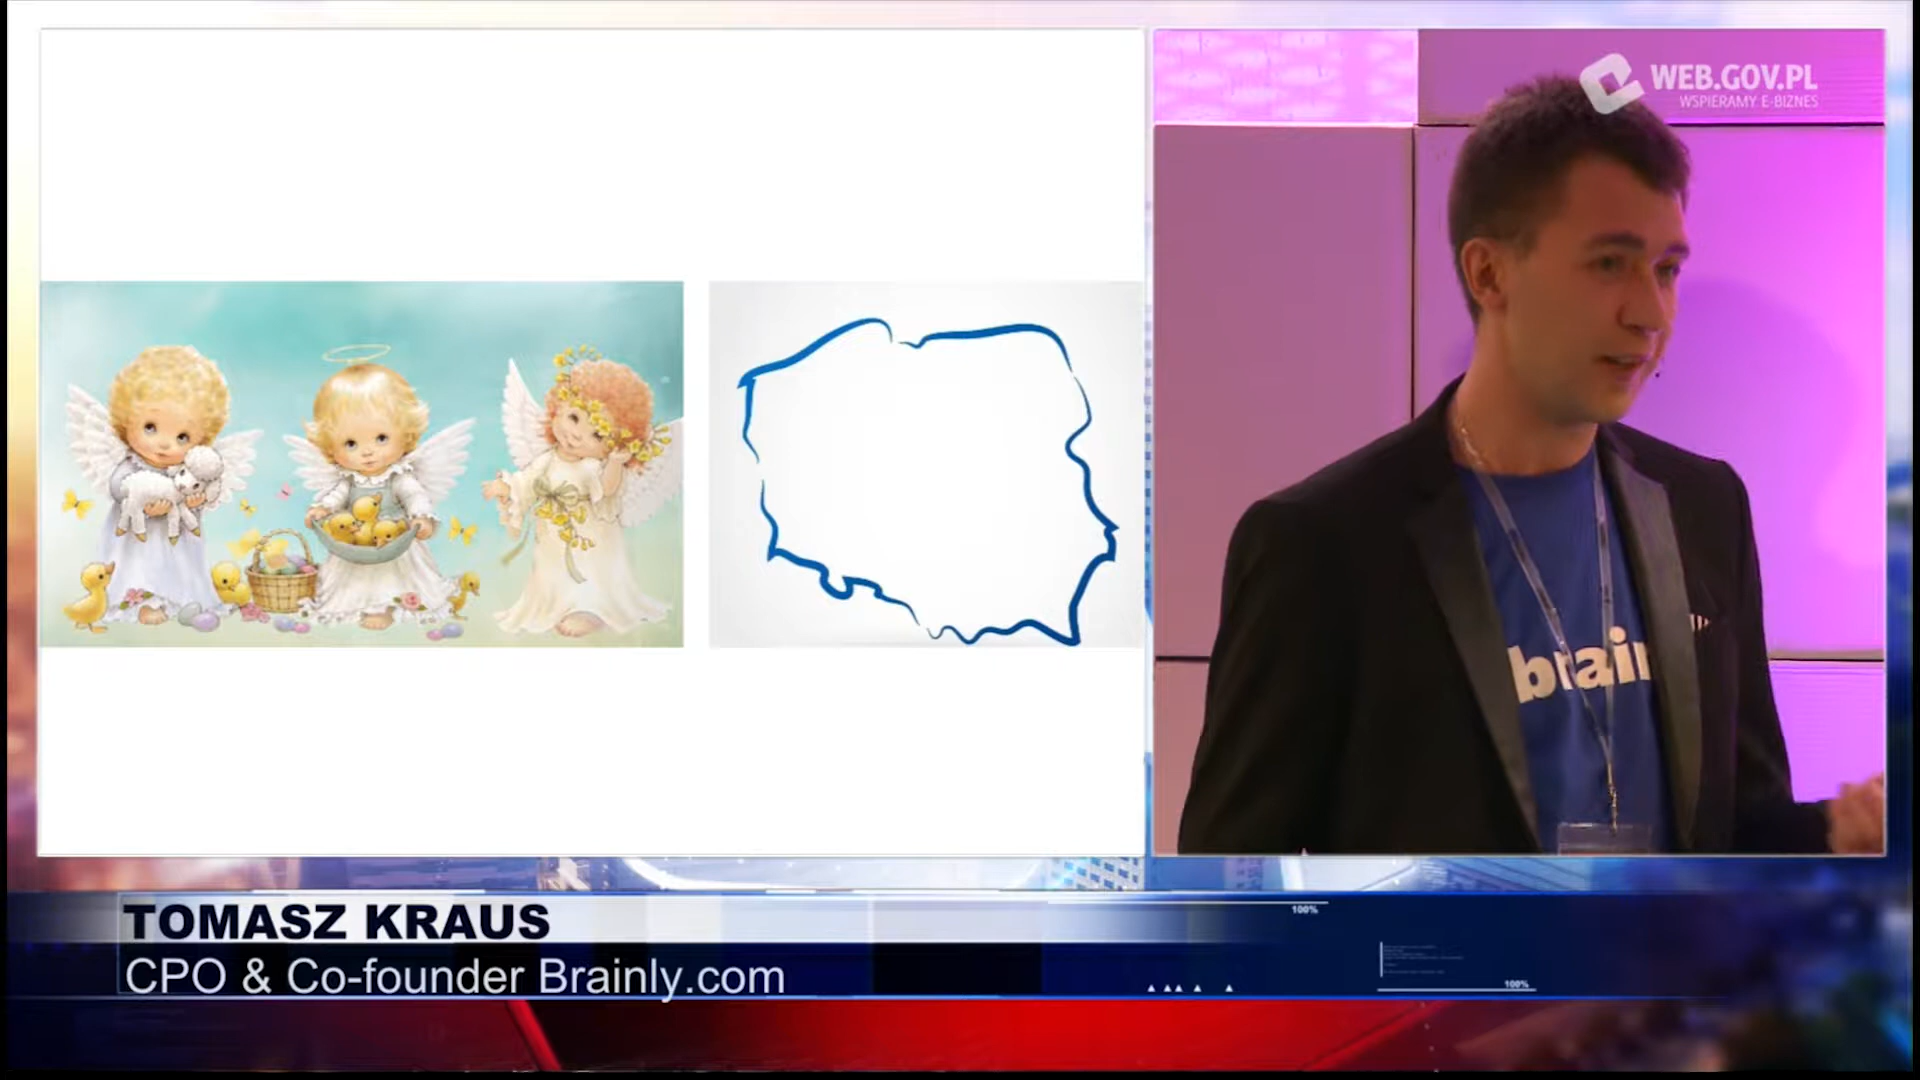 WEB.GOV.PL
WSPIERAMY E-BIZNES
brain
TOMASZ KRAUS
CPO & Co-founder Brainly.com
100%
100%